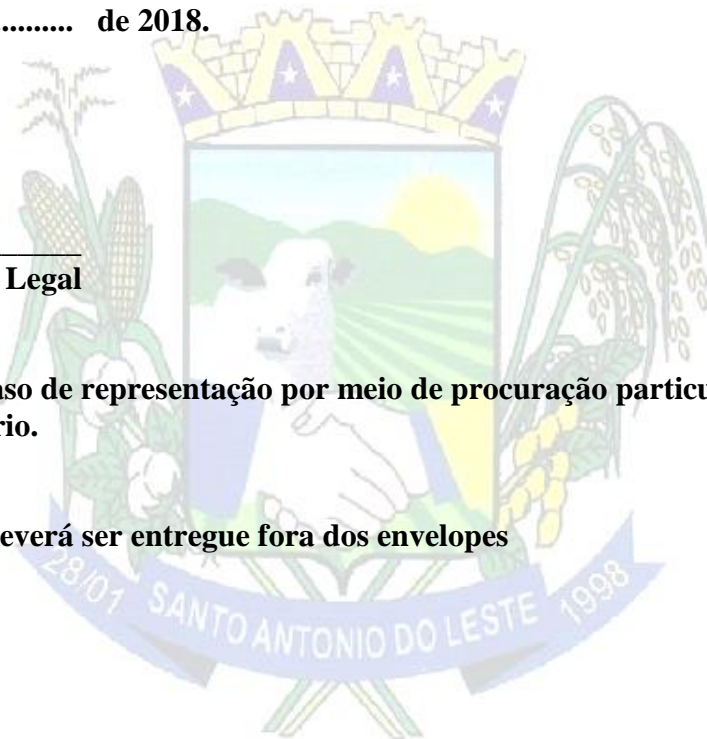 .......... de 2018.
Legal
aso de representação por meio de procuração particu
rio.
everá ser entregue fora dos envelopes
28/01 SANTO ANTONIO DO LESTE 1998